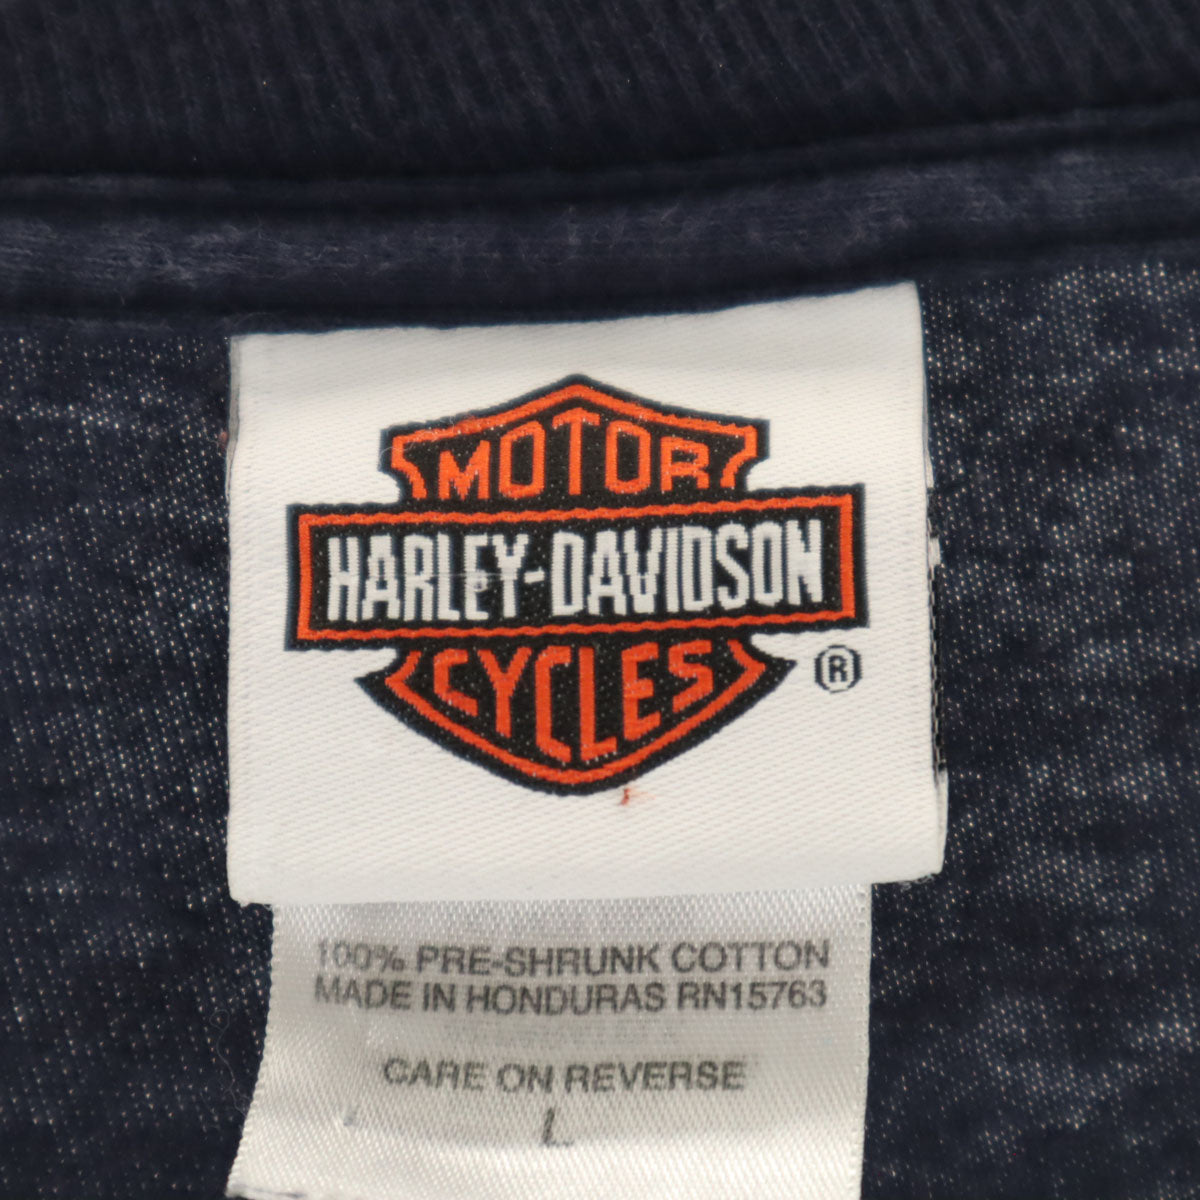 MOTOR
HARLEY-DAVIDSON
CYCLES
®
100% PRE-SHRUNK COTTON
MADE IN HONDURAS RN15763
CARE ON REVERSE
L